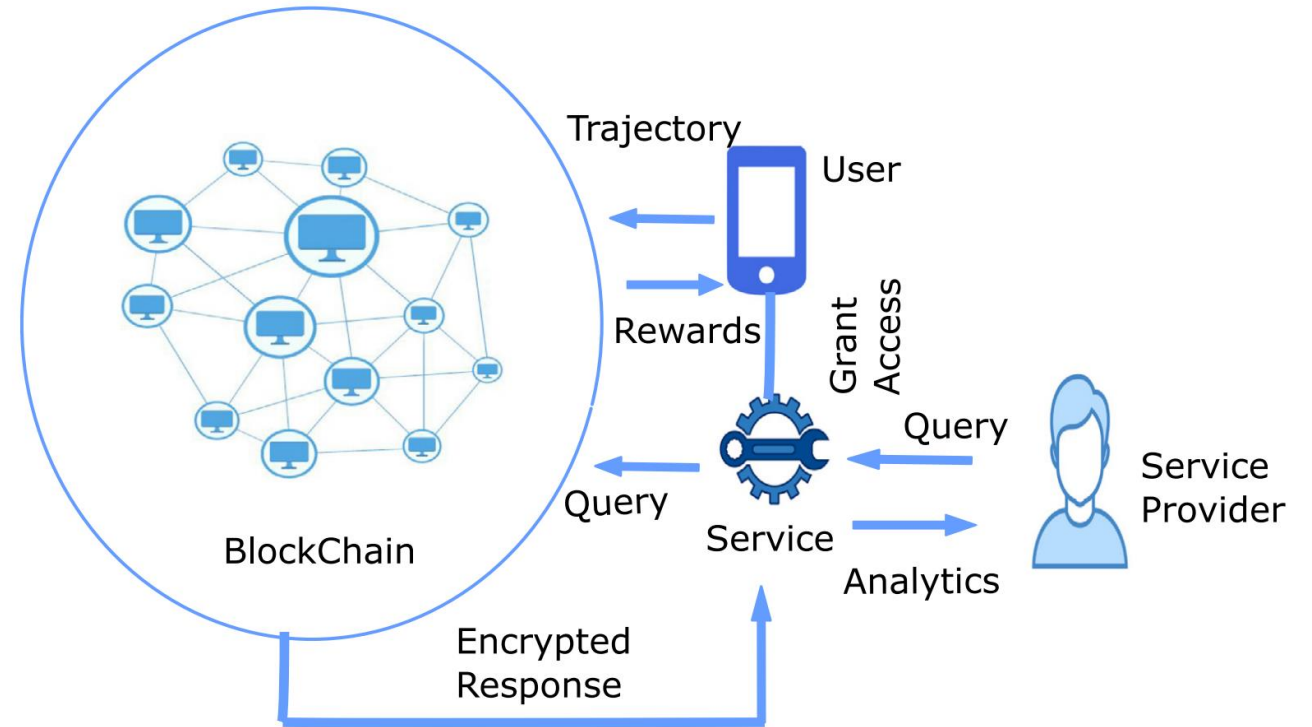 Trajectory
User
Rewards
Grant
Access
Query
Service
Provider
Query
Service
BlockChain
Analytics
Encrypted
Response